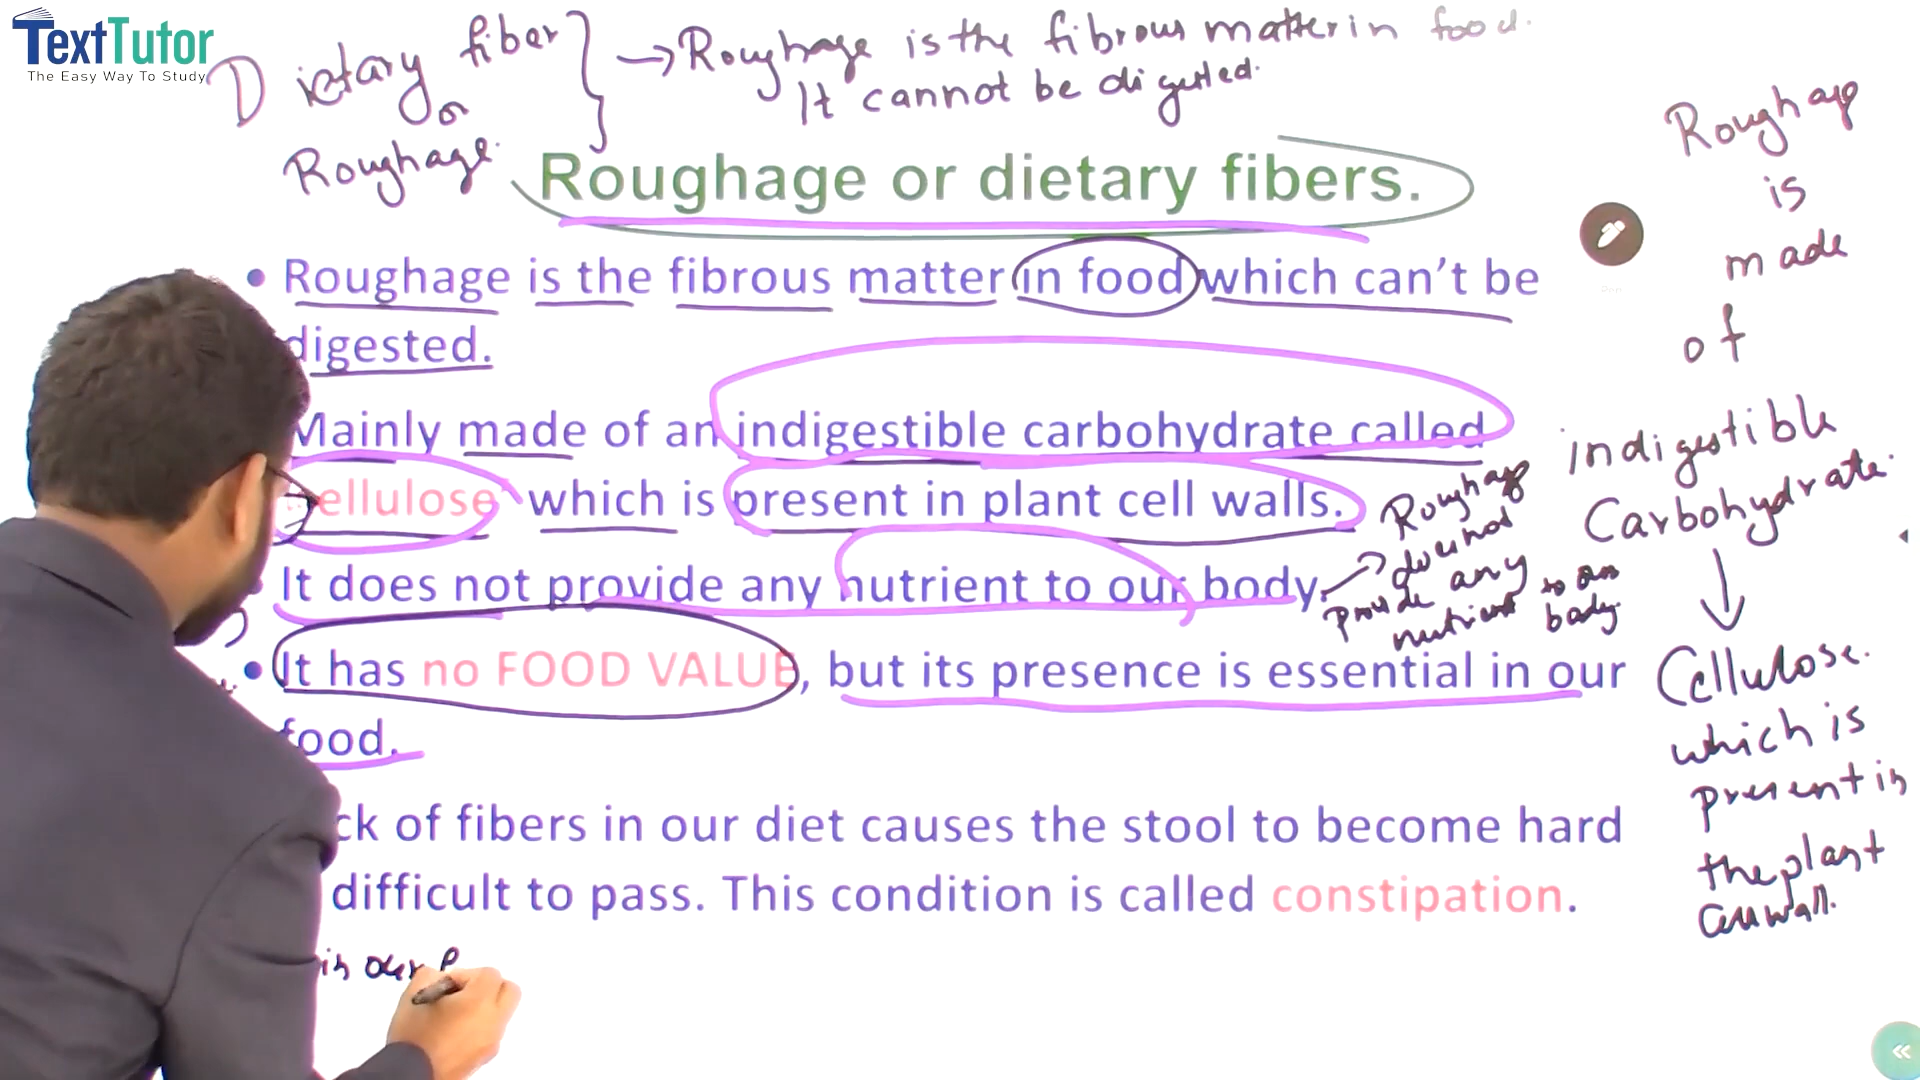 TextTutor
The Easy Way To Study
Dietary fiber
or
Roughage.
→ Roughage is the fibrous matter in food.
It cannot be digested.
Roughage or dietary fibers.
• Roughage is the fibrous matter in food which can't be
digested.
Mainly made of an indigestible carbohydrate called
ellulose which is present in plant cell walls.
• It does not provide any nutrient to our body.
→ Roughage
does not
provide any
nutrient to our
body.
• It has no FOOD VALUE, but its presence is essential in our
food.
ck of fibers in our diet causes the stool to become hard
difficult to pass. This condition is called constipation.
in our f
Roughage
is
made
of
indigestible
Carbohydrate.
Cellulose.
which is
present in
the plant
Cell wall.